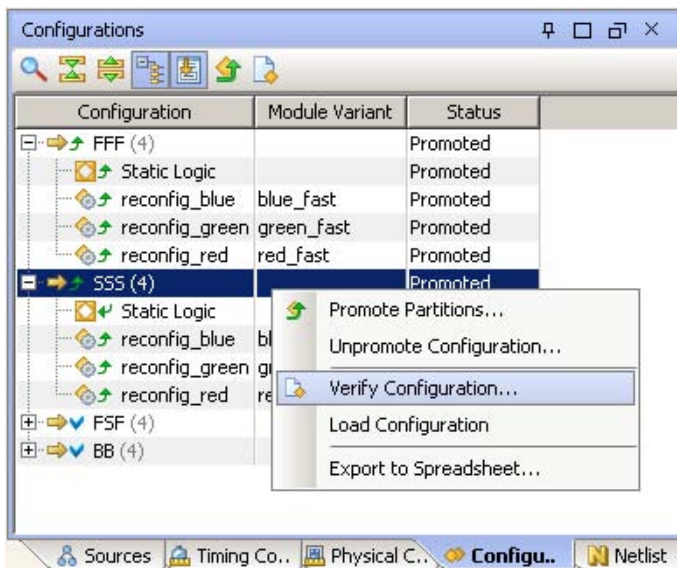 Configurations
Configuration Module Variant Status
FFF (4) Promoted
Static Logic Promoted
reconfig_blue blue_fast Promoted
reconfig_green green_fast Promoted
reconfig_red red_fast Promoted
SSS (4) Promoted
Static Logic
reconfig_blue bl
reconfig_green
reconfig_red re
FSF (4)
BB (4)
Promote Partitions...
Unpromote Configuration...
Verify Configuration...
Load Configuration
Export to Spreadsheet...
Sources Timing Co.. Physical C.. Configu.. Netlist